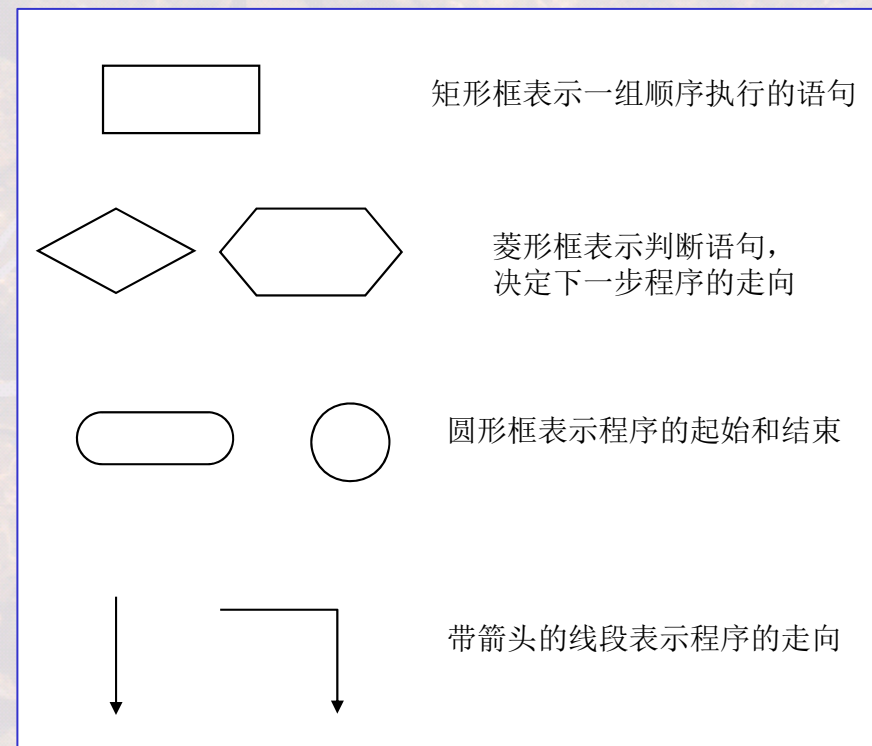 矩形框表示一组顺序执行的语句
菱形框表示判断语句，
决定下一步程序的走向
圆形框表示程序的起始和结束
带箭头的线段表示程序的走向